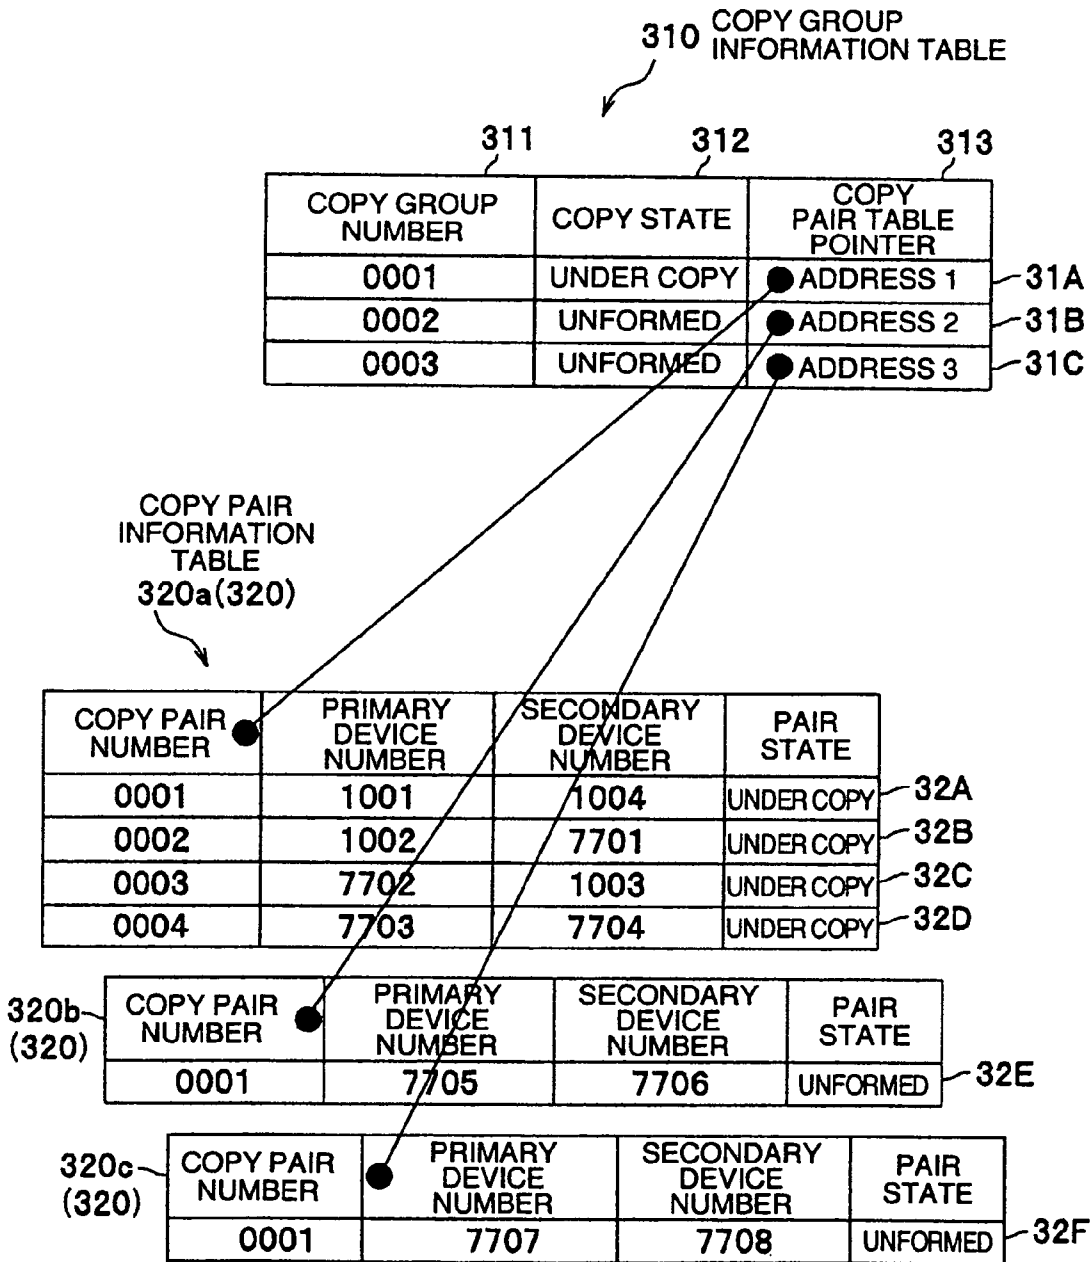 310 COPY GROUP
INFORMATION TABLE
311 312 313
COPY GROUP NUMBER COPY STATE COPY PAIR TABLE POINTER
0001 UNDER COPY ADDRESS 1 31A
0002 UNFORMED ADDRESS 2 31B
0003 UNFORMED ADDRESS 3 31C
COPY PAIR
INFORMATION
TABLE
320a(320)
COPY PAIR NUMBER PRIMARY DEVICE NUMBER SECONDARY DEVICE NUMBER PAIR STATE
0001 1001 1004 UNDER COPY 32A
0002 1002 7701 UNDER COPY 32B
0003 7702 1003 UNDER COPY 32C
0004 7703 7704 UNDER COPY 32D
320b
(320)
COPY PAIR NUMBER PRIMARY DEVICE NUMBER SECONDARY DEVICE NUMBER PAIR STATE
0001 7705 7706 UNFORMED 32E
320c
(320)
COPY PAIR NUMBER PRIMARY DEVICE NUMBER SECONDARY DEVICE NUMBER PAIR STATE
0001 7707 7708 UNFORMED 32F